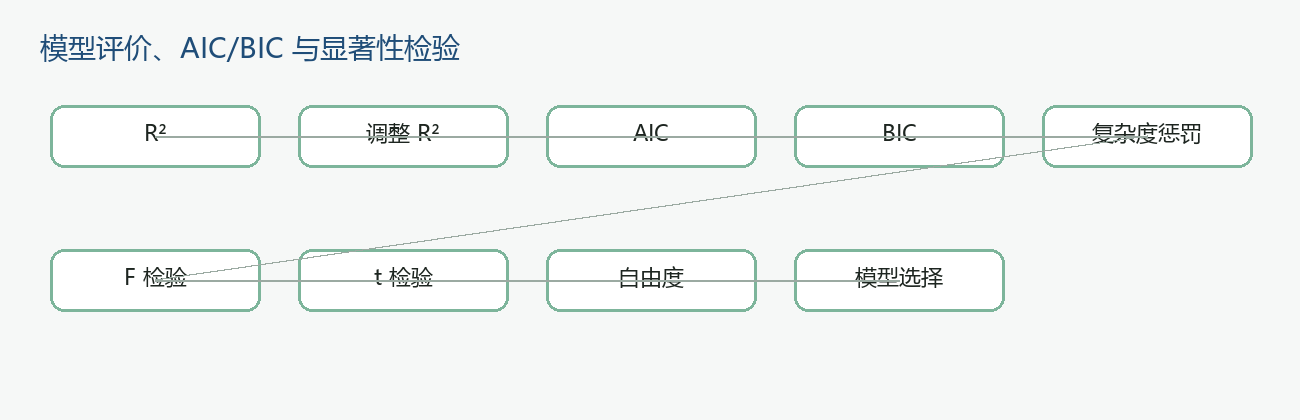 模型评价、AIC/BIC 与显著性检验
R²
调整 R²
AIC
BIC
复杂度惩罚
F 检验
t 检验
自由度
模型选择